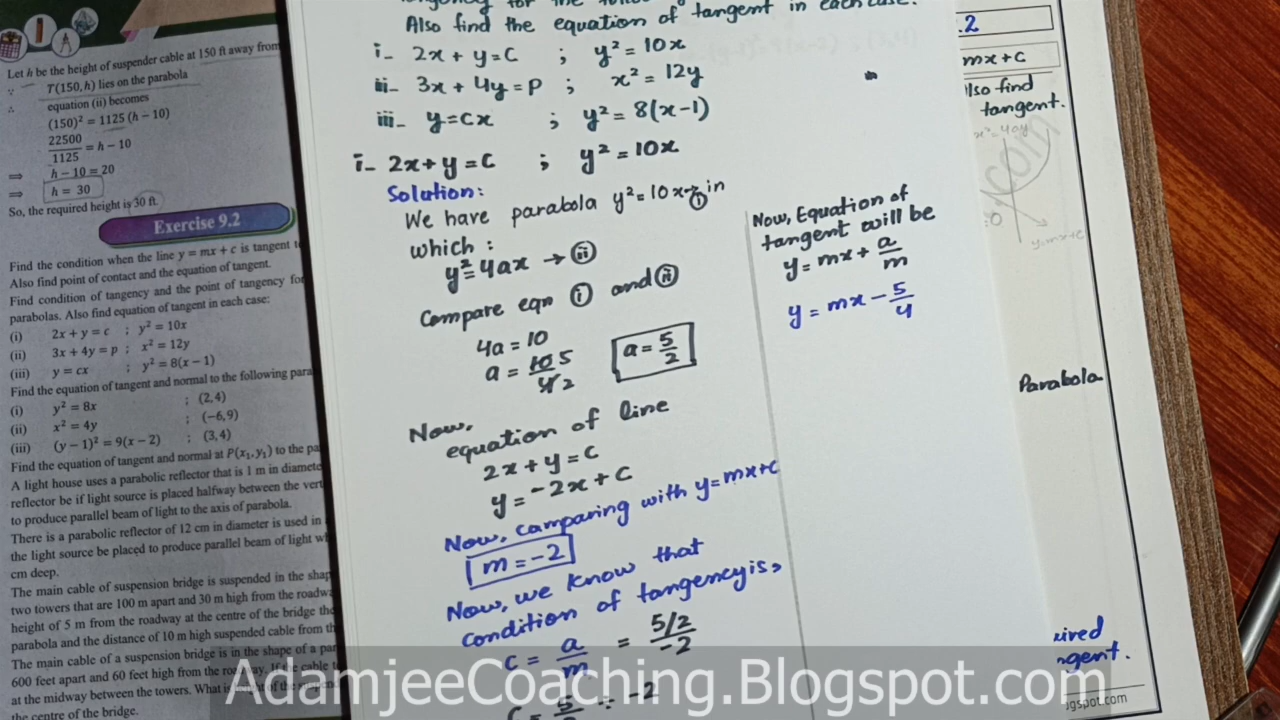 Let h be the height of suspender cable at 150 ft away from
∵ T(150, h) lies on the parabola
∴ equation (ii) becomes
(150)² = 1125 (h − 10)
22500/1125 = h − 10
⇒ h − 10 = 20
⇒ h = 30
So, the required height is 30 ft.
Exercise 9.2
Find the condition when the line y = mx + c is tangent
Also find point of contact and the equation of tangent.
Find condition of tangency and the point of tangency for
parabolas. Also find equation of tangent in each case:
(i) 2x + y = c ; y² = 10x
(ii) 3x + 4y = p ; x² = 12y
(iii) y = cx ; y² = 8(x − 1)
Find the equation of tangent and normal to the following
(i) y² = 8x ; (2,4)
(ii) x² = 4y ; (−6,9)
(iii) (y − 1)² = 9(x − 2) ; (3,4)
Find the equation of tangent and normal at P(x₁, y₁) to the
A light house uses a parabolic reflector that is 1 m in
reflector be if light source is placed halfway between the
to produce parallel beam of light to the axis of parabola.
There is a parabolic reflector of 12 cm in diameter is used in
the light source be placed to produce parallel beam of light
cm deep.
The main cable of suspension bridge is suspended in the
two towers that are 100 m apart and 30 m high from the
height of 5 m from the roadway at the centre of the bridge
parabola and the distance of 10 m high suspended cable from
The main cable of a suspension bridge is in the shape of a
600 feet apart and 60 feet high from the roadway. If the cable
at the midway between the towers. What is
the centre of the bridge.
Also find the equation of tangent in each case.
i- 2x + y = c ; y² = 10x
ii- 3x + 4y = p ; x² = 12y
iii- y = cx ; y² = 8(x-1)
i- 2x + y = c ; y² = 10x
Solution:
We have parabola y² = 10x → ① in
which :
y² = 4ax → ②
Compare eqn ① and ②
4a = 10
a = 10/4 5/2 a = 5/2
Now,
equation of line
2x + y = c
y = -2x + c
Now, comparing with y = mx+c
m = -2
Now, we know that
Condition of tangency is,
c = a/m = 5/2/-2
c = 5 ÷ -2
Now, Equation of
tangent will be
y = mx + a/m
y = mx - 5/4
.2
mx + c
also find
tangent.
x² = 4ay
y=mx+c
Parabola
AdamjeeCoaching.Blogspot.com